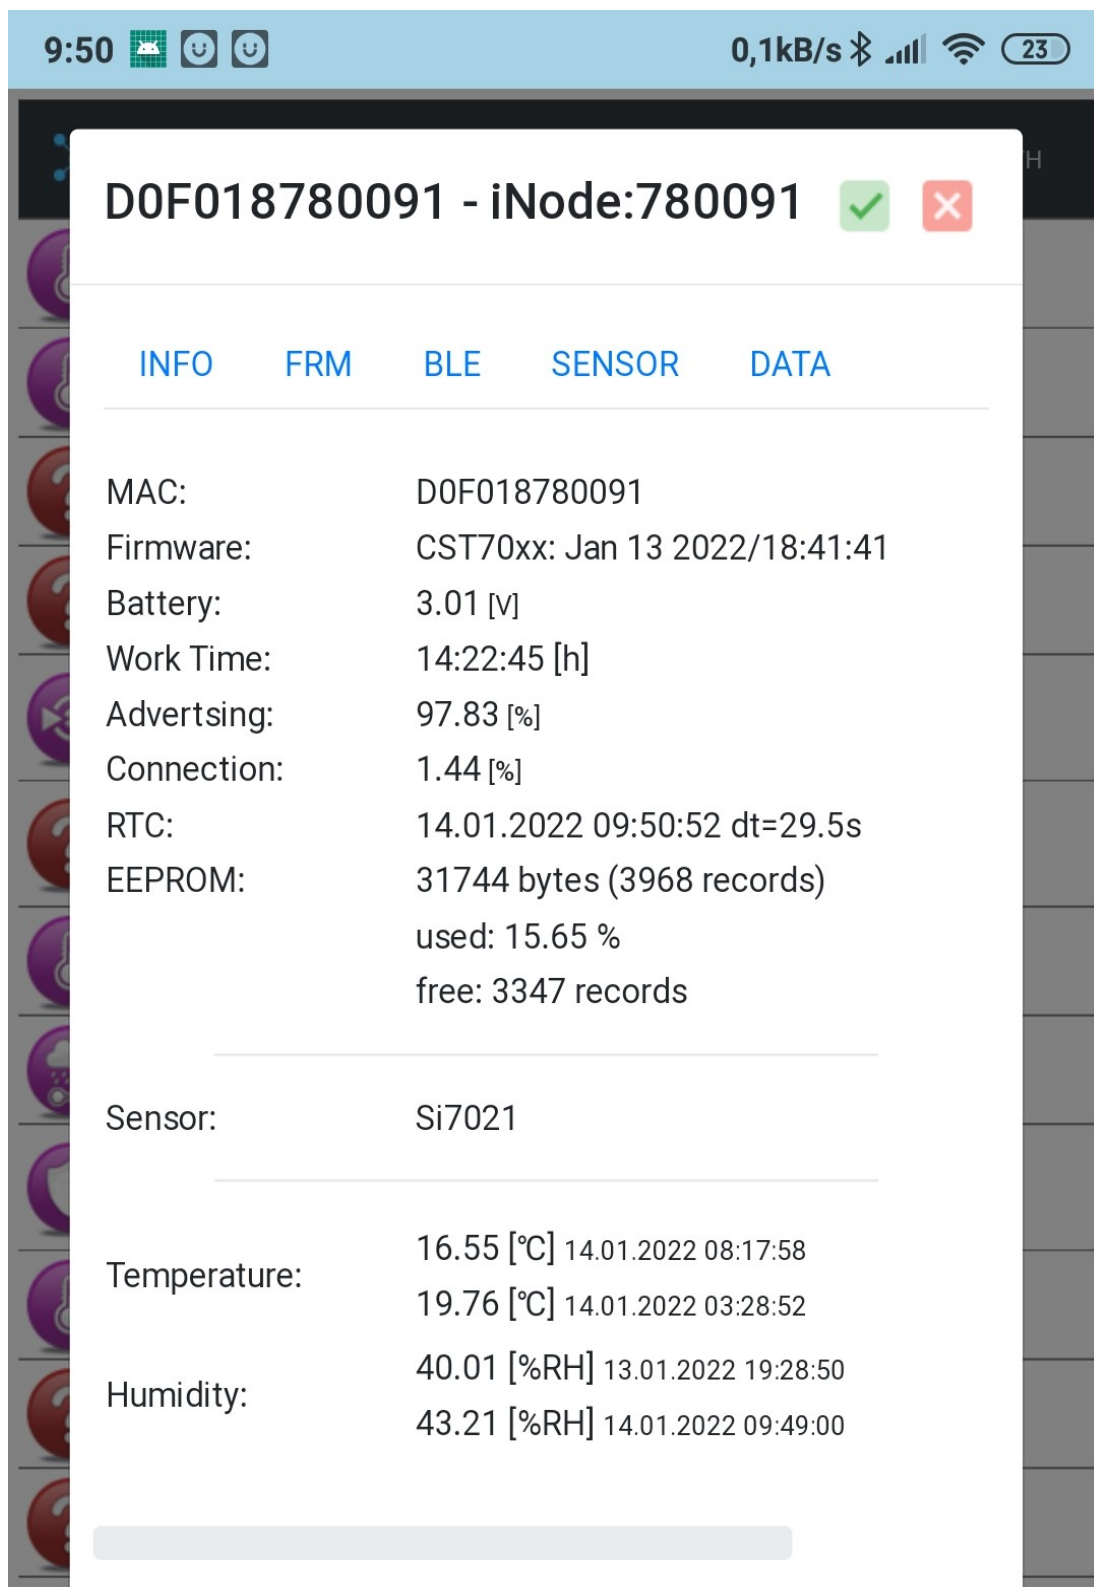 9:50 0,1kB/s 23
H
D0F018780091 - iNode:780091
INFO FRM BLE SENSOR DATA
MAC: D0F018780091
Firmware: CST70xx: Jan 13 2022/18:41:41
Battery: 3.01 [V]
Work Time: 14:22:45 [h]
Advertsing: 97.83 [%]
Connection: 1.44 [%]
RTC: 14.01.2022 09:50:52 dt=29.5s
EEPROM: 31744 bytes (3968 records)
used: 15.65 %
free: 3347 records
Sensor: Si7021
Temperature:
16.55 [°C] 14.01.2022 08:17:58
19.76 [°C] 14.01.2022 03:28:52
Humidity:
40.01 [%RH] 13.01.2022 19:28:50
43.21 [%RH] 14.01.2022 09:49:00